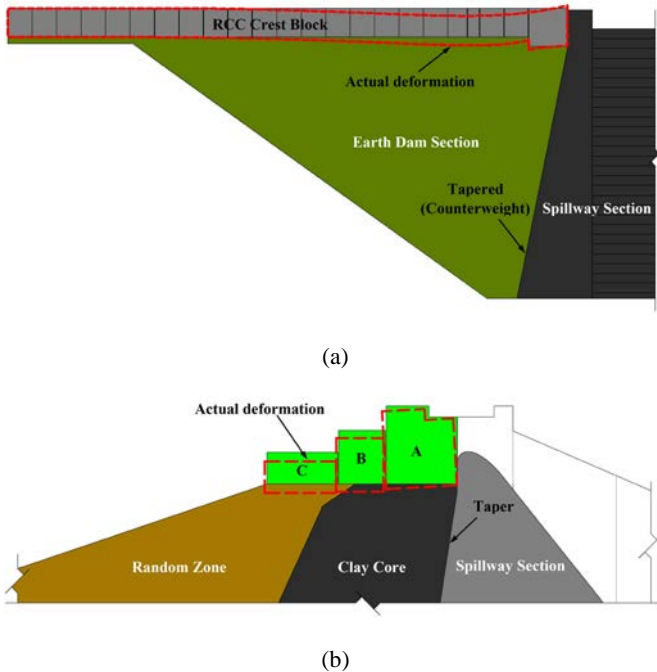 RCC Crest Block
Actual deformation
Earth Dam Section
Tapered
(Counterweight)
Spillway Section
(a)
Actual deformation
A
B
C
Taper
Random Zone
Clay Core
Spillway Section
(b)